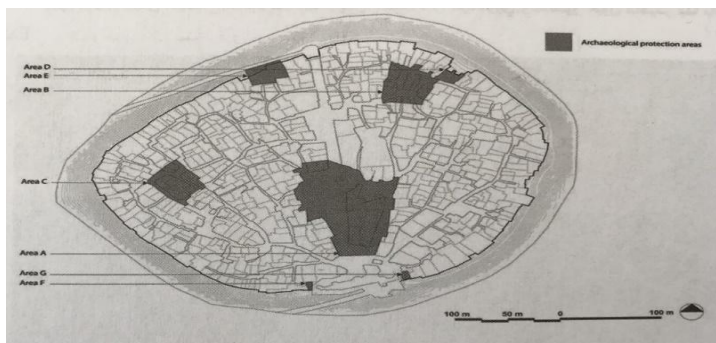 Archaeological protection areas
Area D
Area E
Area B
Area C
Area A
Area G
Area F
100 m 50 m 0 100 m